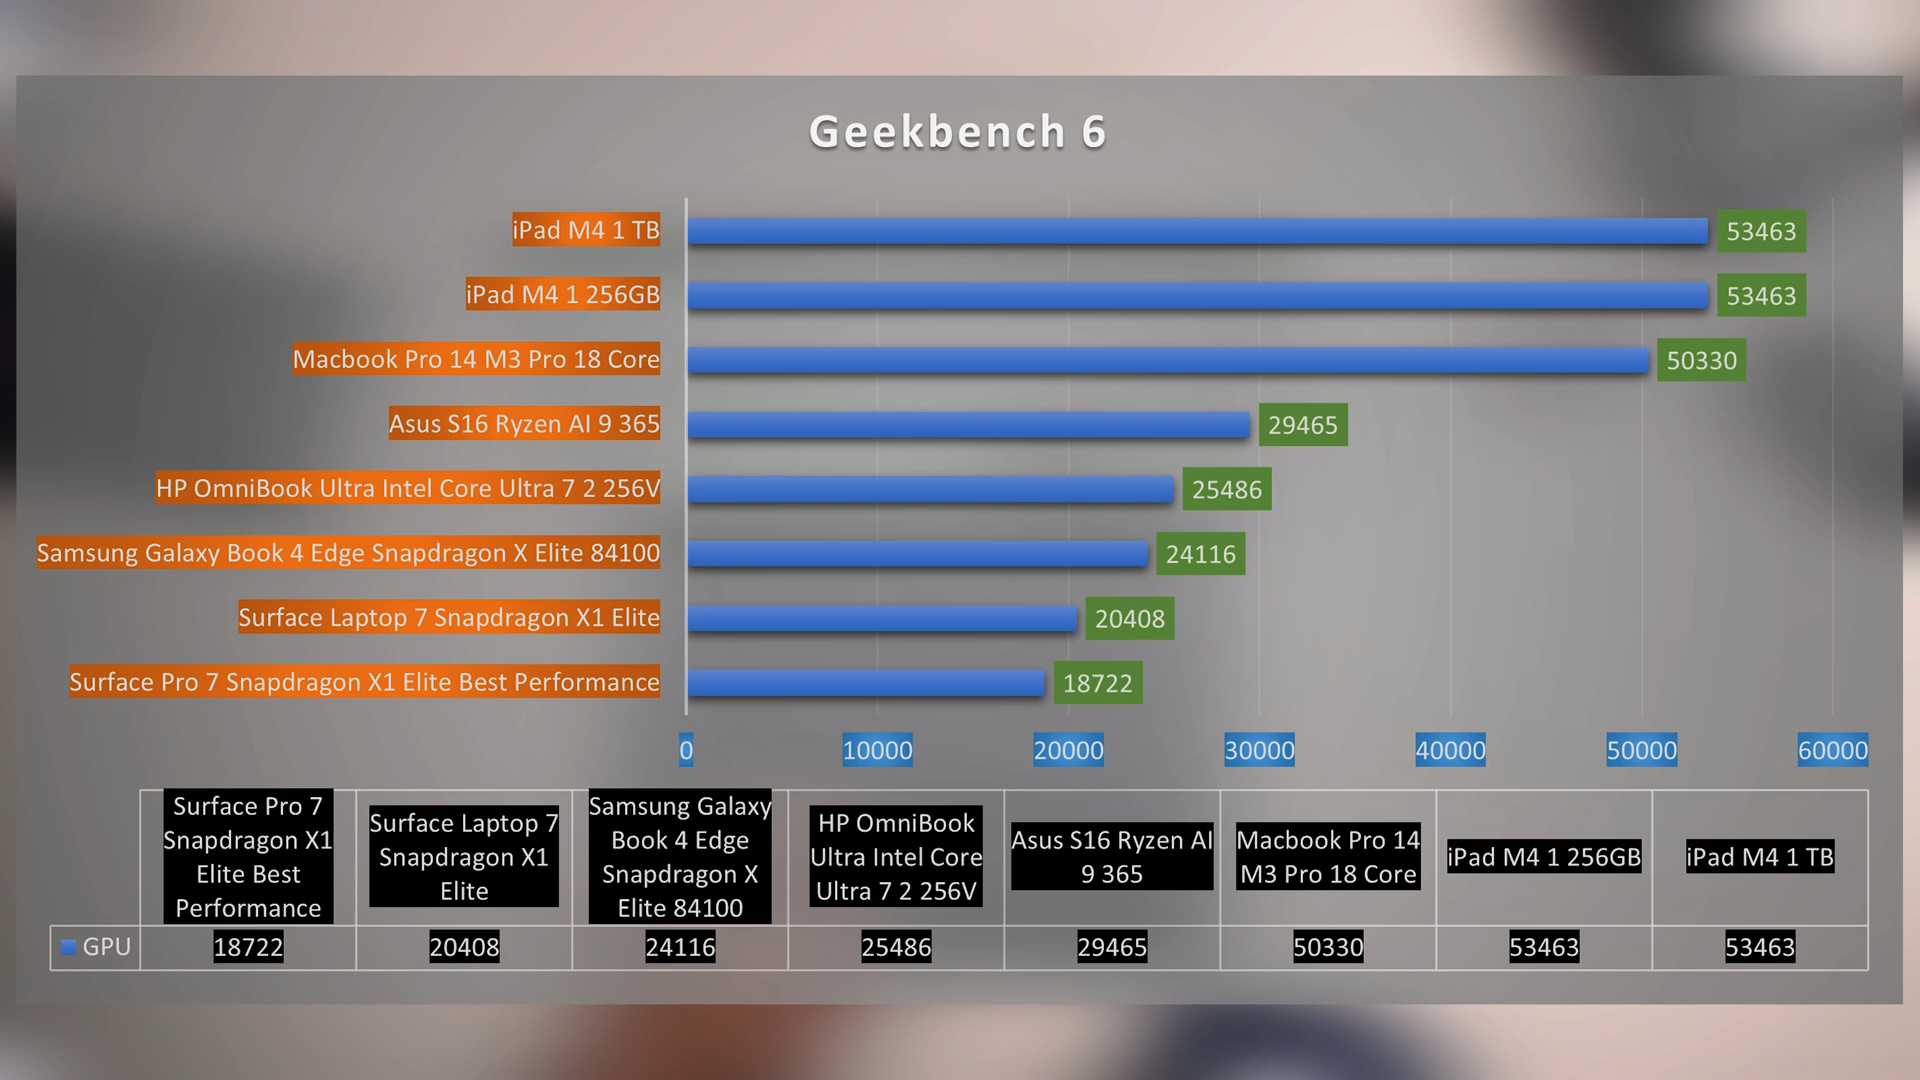 Geekbench 6
iPad M4 1 TB
53463
iPad M4 1 256GB
53463
Macbook Pro 14 M3 Pro 18 Core
50330
Asus S16 Ryzen AI 9 365
29465
HP OmniBook Ultra Intel Core Ultra 7 2 256V
25486
Samsung Galaxy Book 4 Edge Snapdragon X Elite 84100
24116
Surface Laptop 7 Snapdragon X1 Elite
20408
Surface Pro 7 Snapdragon X1 Elite Best Performance
18722
0 10000 20000 30000 40000 50000 60000
Surface Pro 7
Snapdragon X1
Elite Best
Performance
Surface Laptop 7
Snapdragon X1
Elite
Samsung Galaxy
Book 4 Edge
Snapdragon X
Elite 84100
HP OmniBook
Ultra Intel Core
Ultra 7 2 256V
Asus S16 Ryzen AI
9 365
Macbook Pro 14
M3 Pro 18 Core
iPad M4 1 256GB
iPad M4 1 TB
GPU 18722 20408 24116 25486 29465 50330 53463 53463